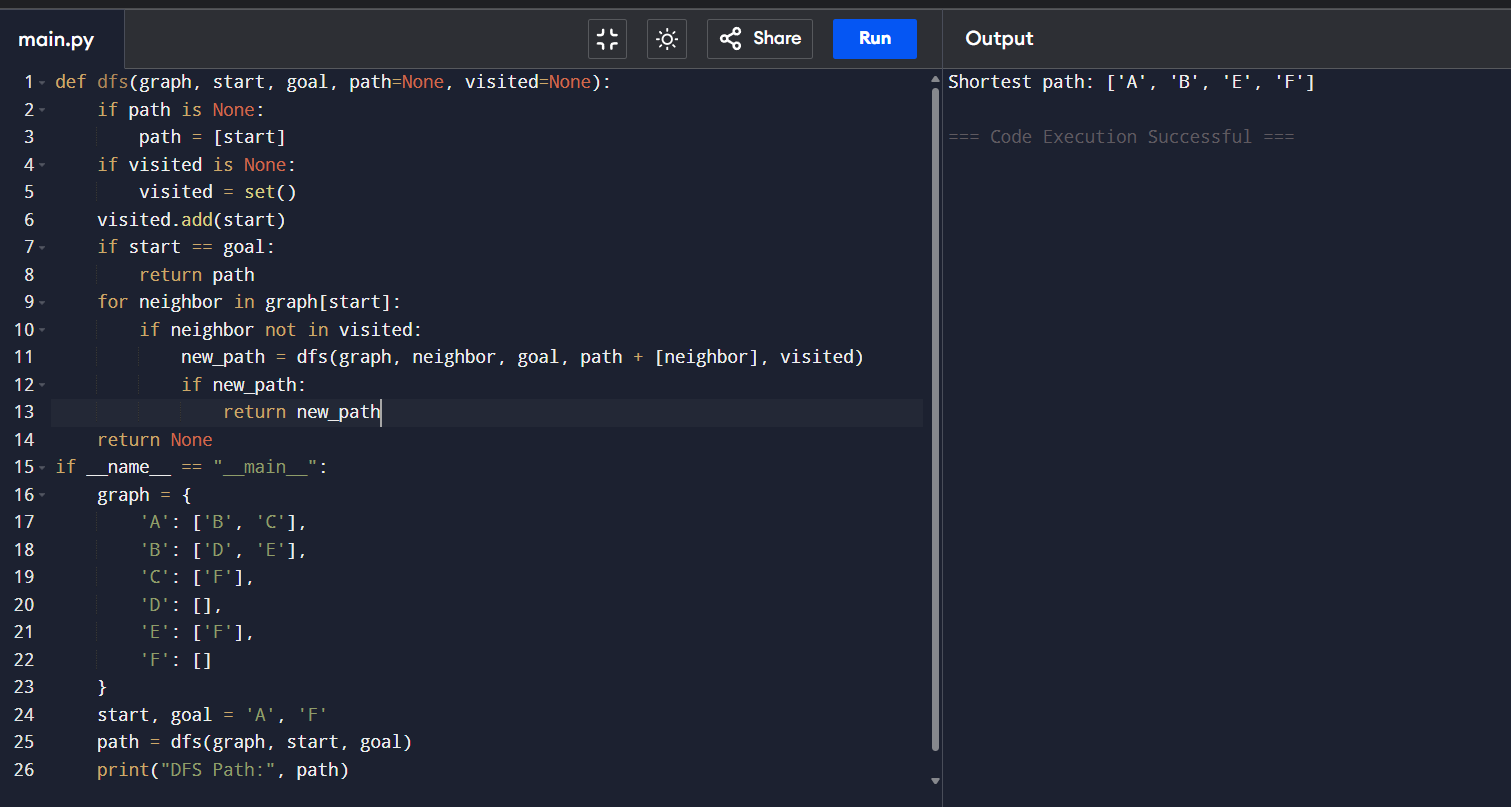 main.py
Share
Run
Output
1 def dfs(graph, start, goal, path=None, visited=None):
2     if path is None:
3         path = [start]
4     if visited is None:
5         visited = set()
6     visited.add(start)
7     if start == goal:
8         return path
9     for neighbor in graph[start]:
10         if neighbor not in visited:
11             new_path = dfs(graph, neighbor, goal, path + [neighbor], visited)
12             if new_path:
13                 return new_path
14     return None
15 if __name__ == "__main__":
16     graph = {
17         'A': ['B', 'C'],
18         'B': ['D', 'E'],
19         'C': ['F'],
20         'D': [],
21         'E': ['F'],
22         'F': []
23     }
24     start, goal = 'A', 'F'
25     path = dfs(graph, start, goal)
26     print("DFS Path:", path)
Shortest path: ['A', 'B', 'E', 'F']
=== Code Execution Successful ===